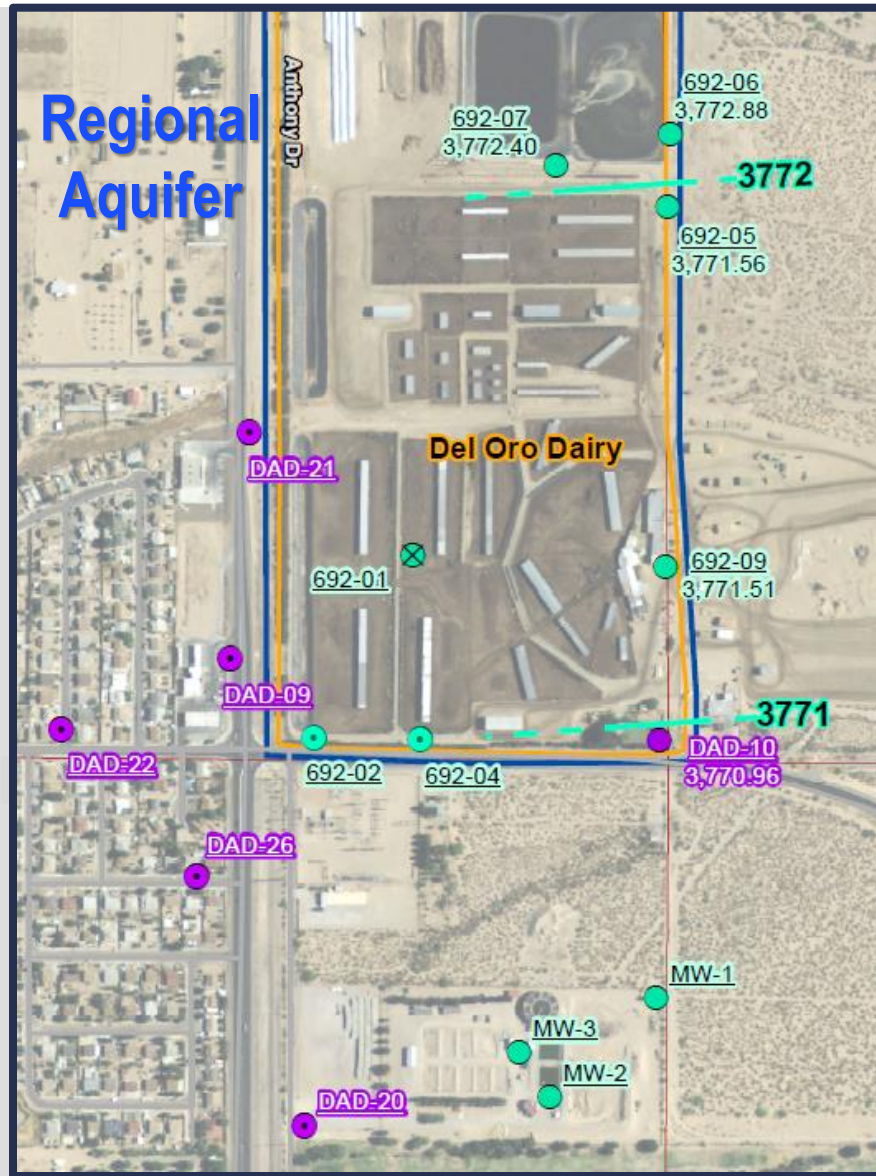 Regional
Aquifer
Anthony Dr
692-06
3,772.88
692-07
3,772.40
3772
692-05
3,771.56
Del Oro Dairy
DAD-21
692-01
692-09
3,771.51
DAD-09
3771
DAD-22
692-02
692-04
DAD-10
3,770.96
DAD-26
MW-1
MW-3
MW-2
DAD-20